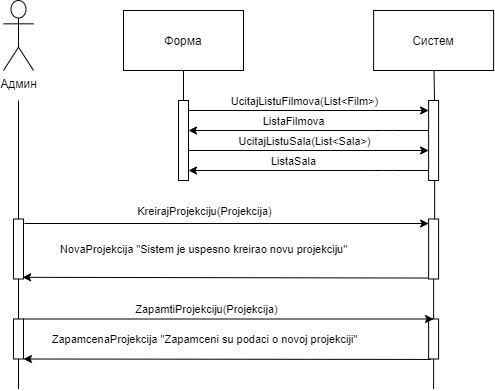 Форма
Систем
Админ
UcitajListuFilmova(List<Film>)
ListaFilmova
UcitajListuSala(List<Sala>)
ListaSala
KreirajProjekciju(Projekcija)
NovaProjekcija "Sistem je uspesno kreirao novu projekciju"
ZapamtiProjekciju(Projekcija)
ZapamcenaProjekcija "Zapamceni su podaci o novoj projekciji"